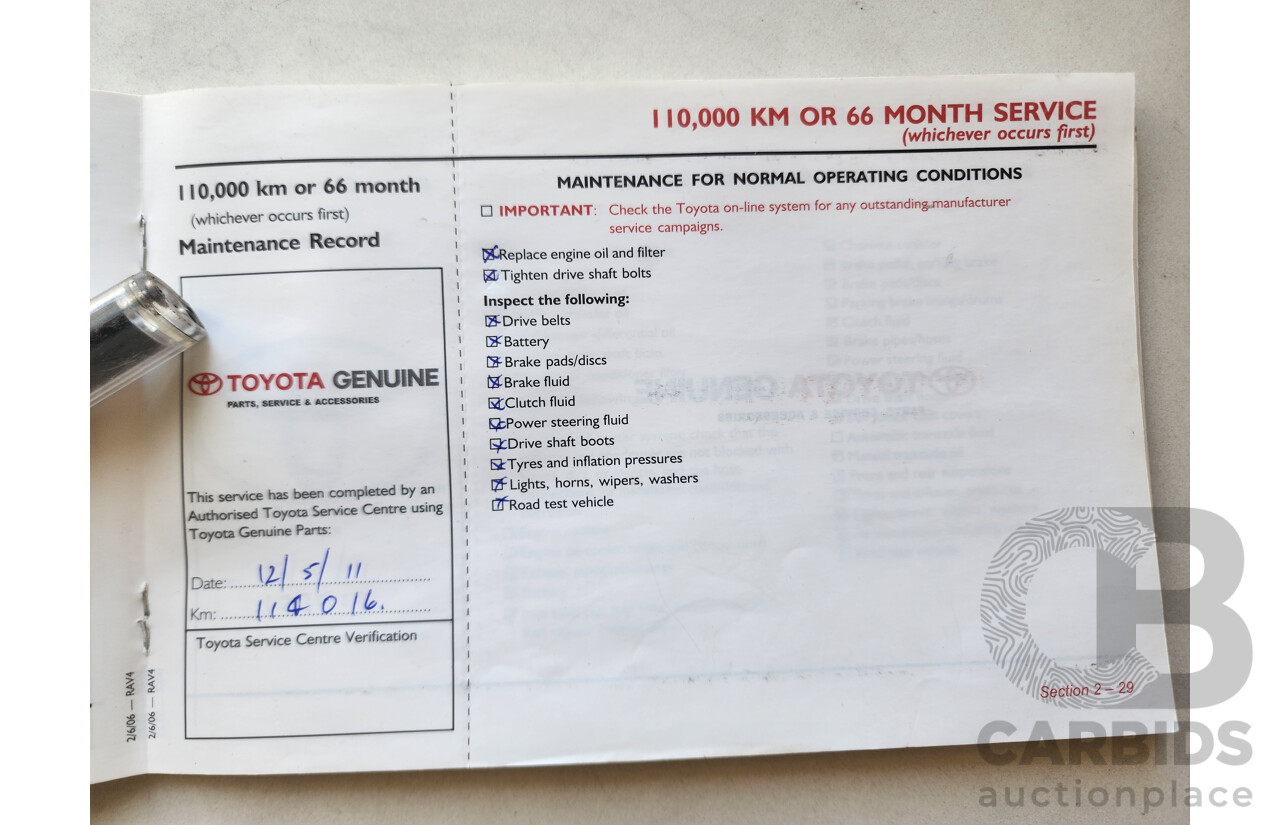 110,000 KM OR 66 MONTH SERVICE
(whichever occurs first)
110,000 km or 66 month
(whichever occurs first)
Maintenance Record
TOYOTA GENUINE
PARTS, SERVICE & ACCESSORIES
This service has been completed by an
Authorised Toyota Service Centre using
Toyota Genuine Parts:
Date: 12/5/11
Km: 114016.
Toyota Service Centre Verification
2/6/06 — RAV4
2/6/06 — RAV4
MAINTENANCE FOR NORMAL OPERATING CONDITIONS
IMPORTANT: Check the Toyota on-line system for any outstanding manufacturer
service campaigns.
Replace engine oil and filter
Tighten drive shaft bolts
Inspect the following:
Drive belts
Battery
Brake pads/discs
Brake fluid
Clutch fluid
Power steering fluid
Drive shaft boots
Tyres and inflation pressures
Lights, horns, wipers, washers
Road test vehicle
Section 2 – 29
CB
CARBIDS
auctionplace